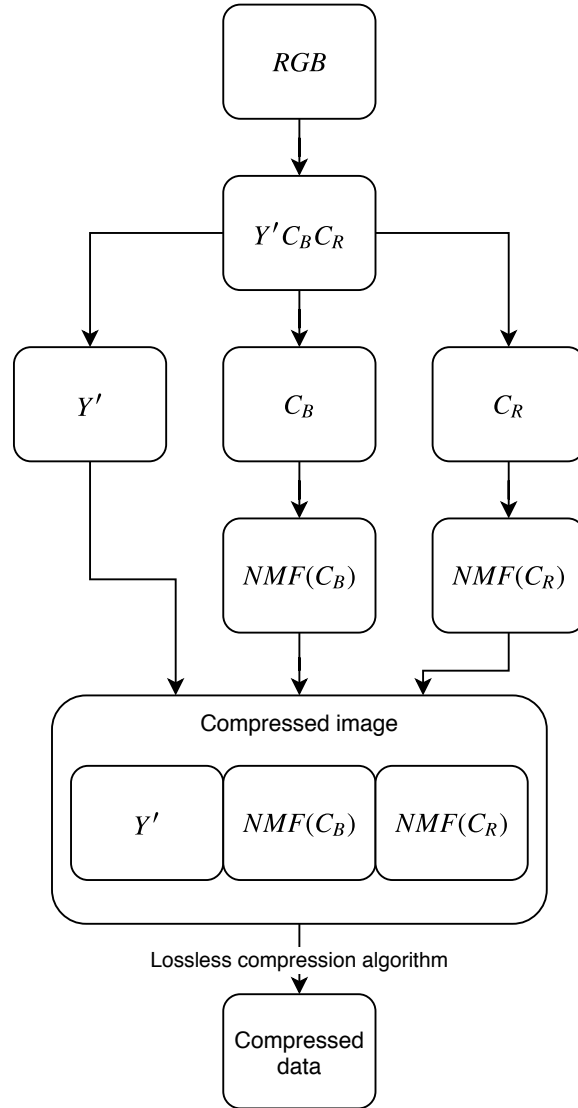 RGB
Y′C_BC_R
Y′
C_B
C_R
NMF(C_B)
NMF(C_R)
Compressed image
Y′
NMF(C_B)
NMF(C_R)
Lossless compression algorithm
Compressed
data